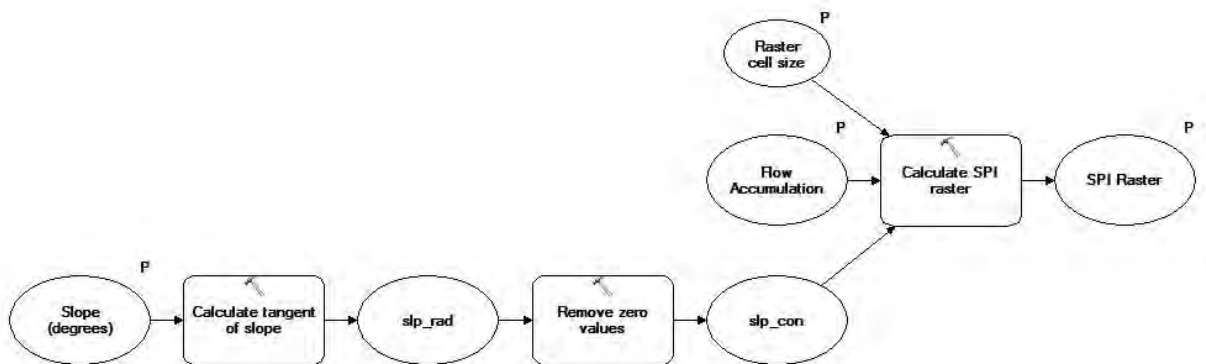 P
Raster
cell size
P
P
Flow
Accumulation
Calculate SPI
raster
SPI Raster
P
Slope
(degrees)
Calculate tangent
of slope
slp_rad
Remove zero
values
slp_con